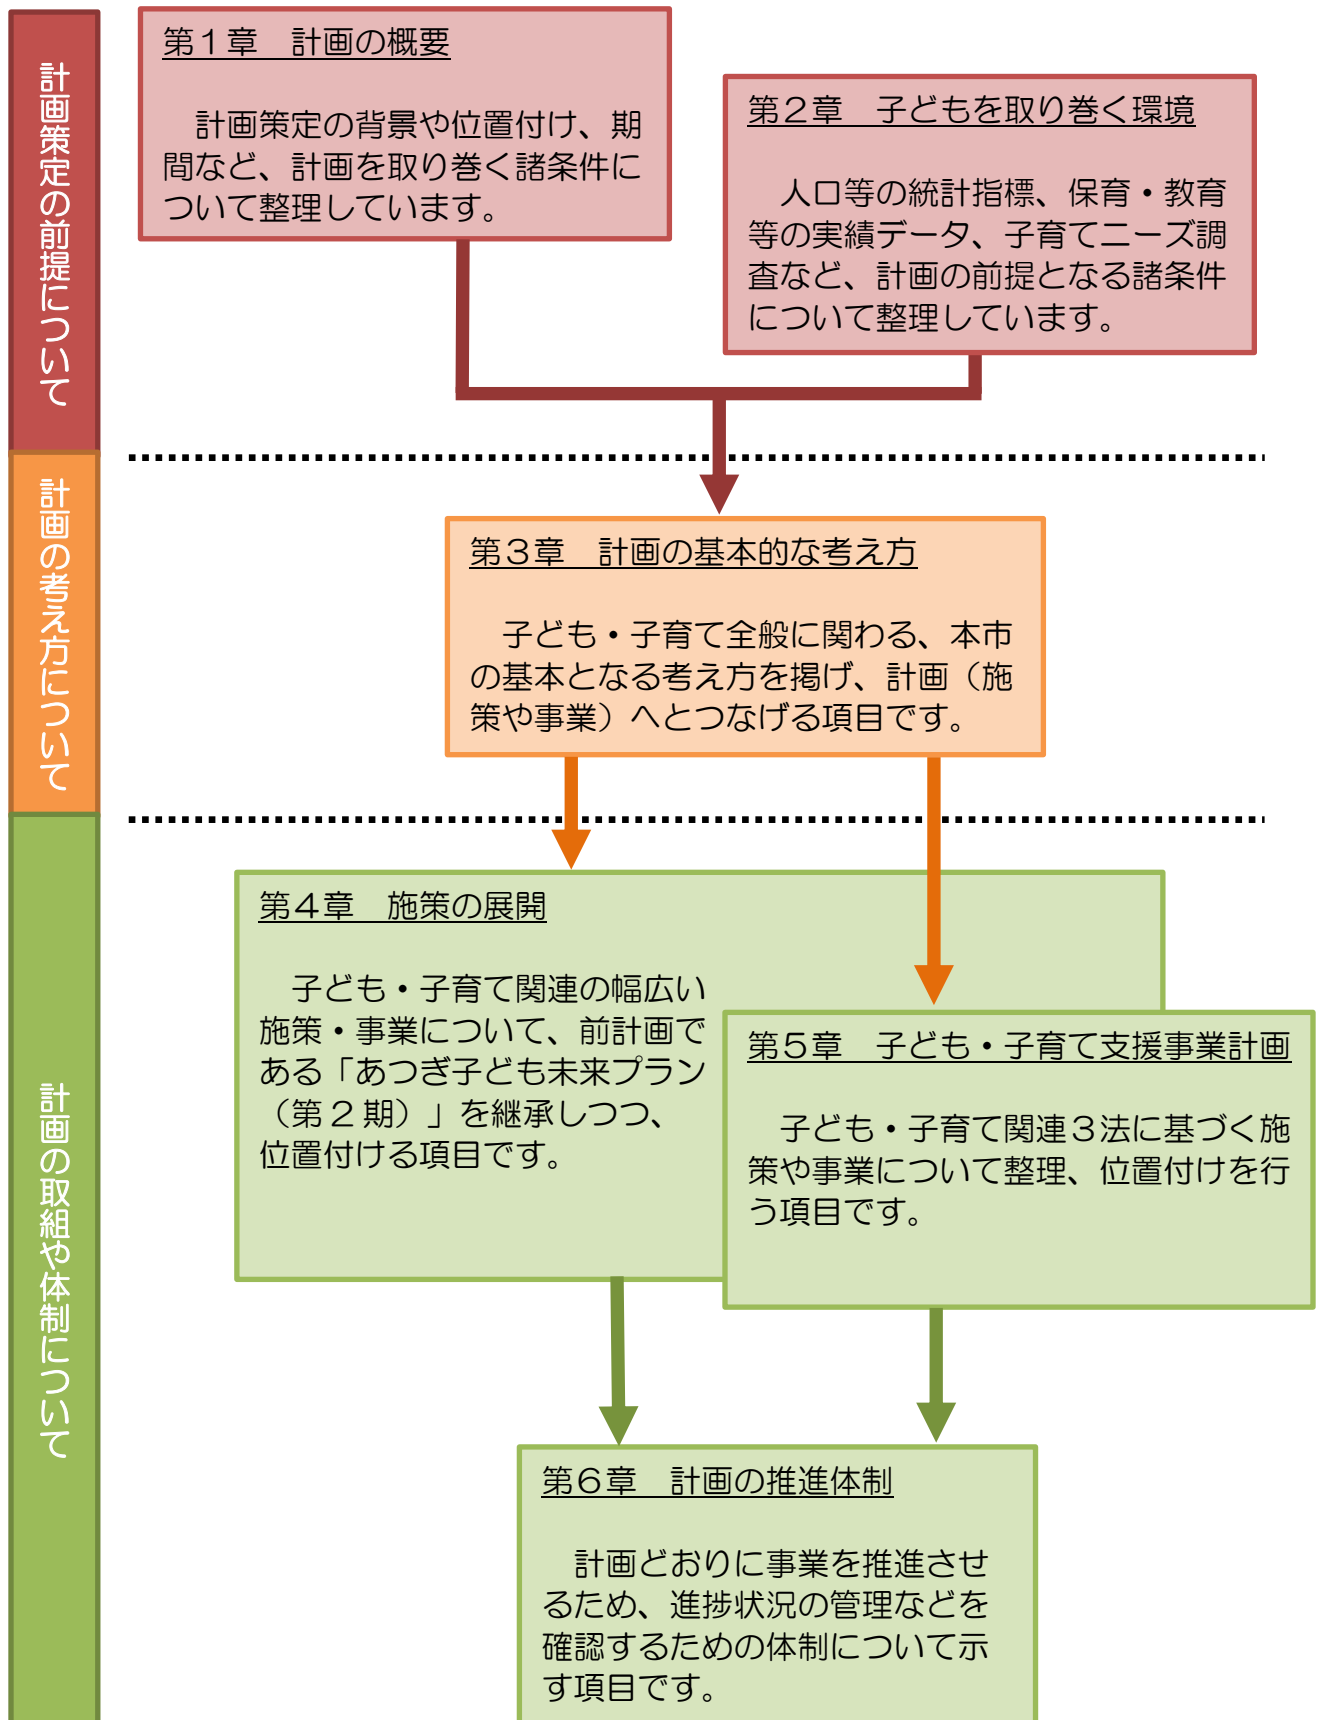 計画策定の前提について
第1章　計画の概要
計画策定の背景や位置付け、期
間など、計画を取り巻く諸条件に
ついて整理しています。
第2章　子どもを取り巻く環境
人口等の統計指標、保育・教育
等の実績データ、子育てニーズ調
査など、計画の前提となる諸条件
について整理しています。
計画の考え方について
第3章　計画の基本的な考え方
子ども・子育て全般に関わる、本市
の基本となる考え方を掲げ、計画（施
策や事業）へとつなげる項目です。
計画の取組や体制について
第4章　施策の展開
子ども・子育て関連の幅広い
施策・事業について、前計画で
ある「あつぎ子ども未来プラン
（第2期）」を継承しつつ、
位置付ける項目です。
第5章　子ども・子育て支援事業計画
子ども・子育て関連3法に基づく施
策や事業について整理、位置付けを行
う項目です。
第6章　計画の推進体制
計画どおりに事業を推進させ
るため、進捗状況の管理などを
確認するための体制について示
す項目です。